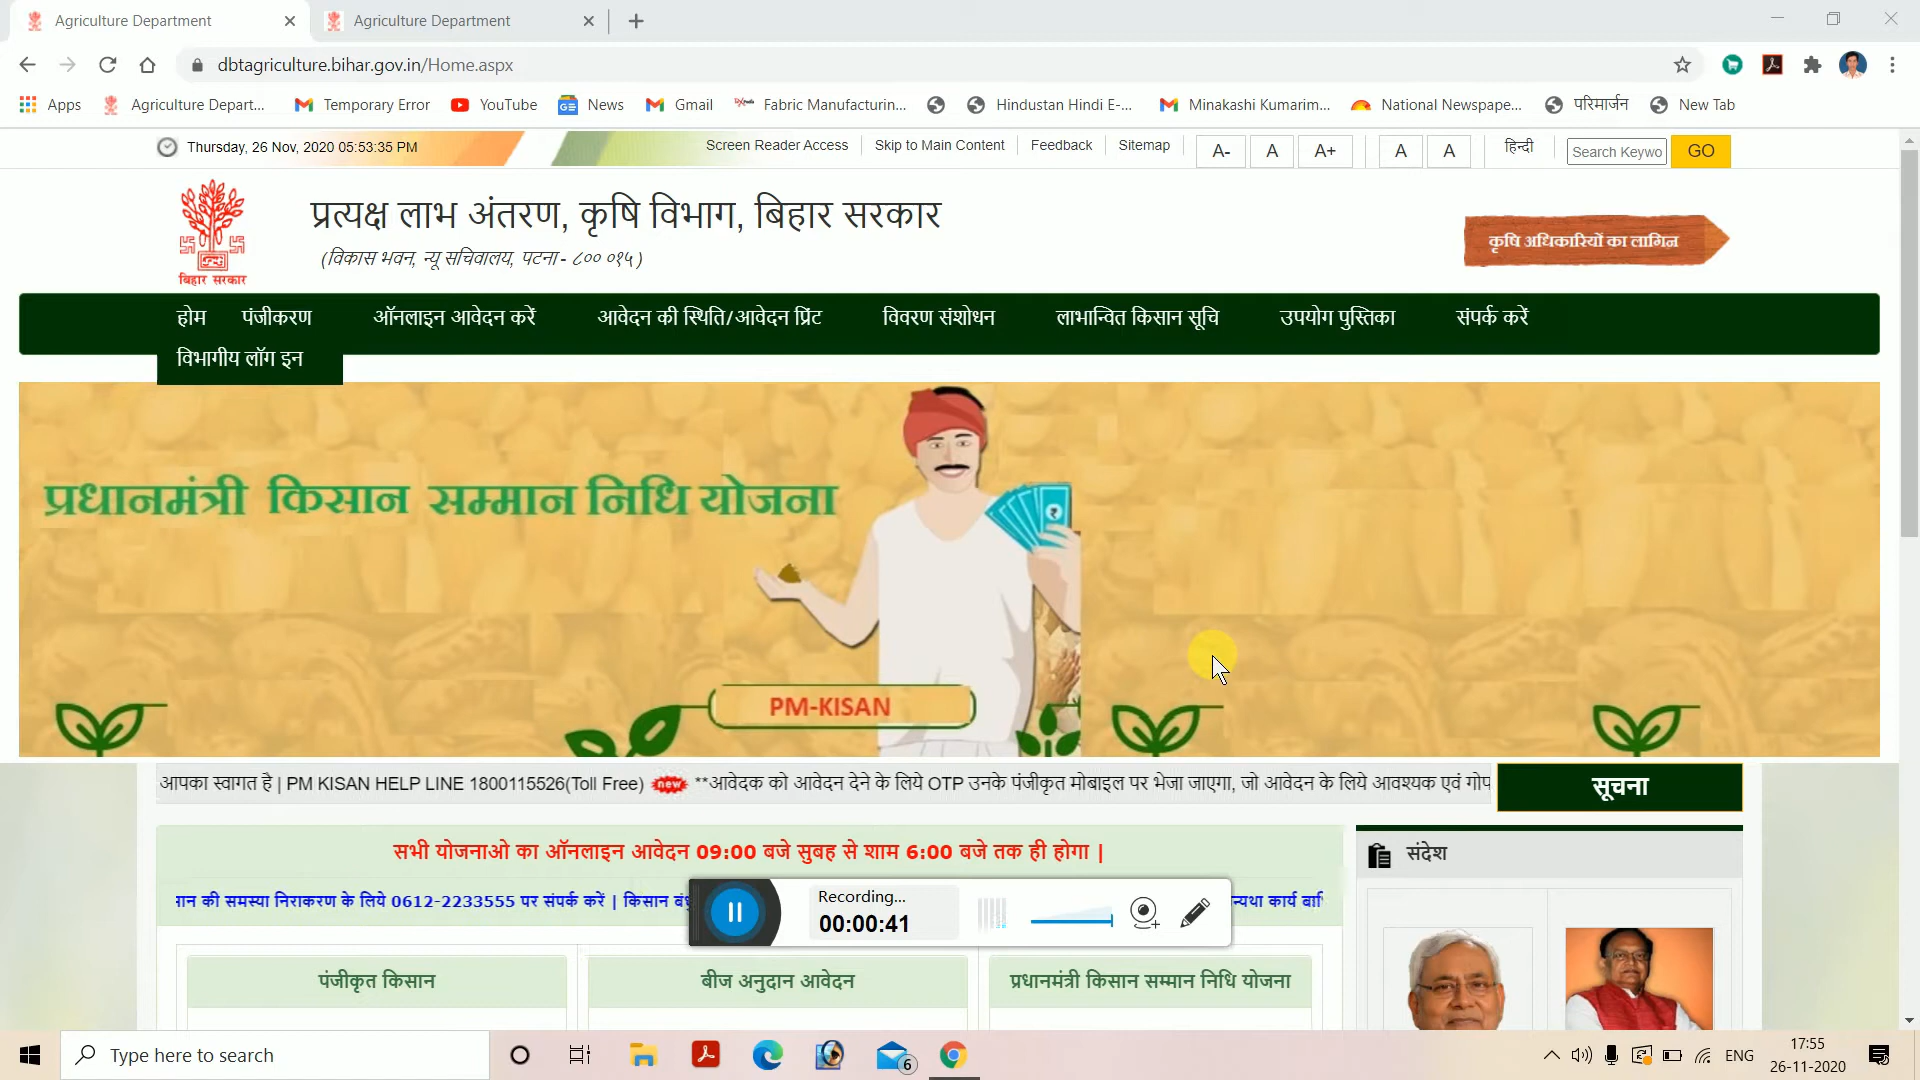 Agriculture Department
Agriculture Department
dbtagriculture.bihar.gov.in/Home.aspx
Apps Agriculture Depart... Temporary Error YouTube News Gmail Fabric Manufacturin... Hindustan Hindi E-... Minakashi Kumarim... National Newspape... परिमार्जन New Tab
Thursday, 26 Nov, 2020 05:53:35 PM Screen Reader Access Skip to Main Content Feedback Sitemap A- A A+ A A हिन्दी Search Keywo GO
प्रत्यक्ष लाभ अंतरण, कृषि विभाग, बिहार सरकार
(विकास भवन, न्यू सचिवालय, पटना - ८०० ०१५ )
बिहार सरकार
कृषि अधिकारियों का लागिन
होम पंजीकरण ऑनलाइन आवेदन करें आवेदन की स्थिति/आवेदन प्रिंट विवरण संशोधन लाभान्वित किसान सूचि उपयोग पुस्तिका संपर्क करें
विभागीय लॉग इन
प्रधानमंत्री किसान सम्मान निधि योजना
₹
PM-KISAN
आपका स्वागत है | PM KISAN HELP LINE 1800115526(Toll Free) new **आवेदक को आवेदन देने के लिये OTP उनके पंजीकृत मोबाइल पर भेजा जाएगा, जो आवेदन के लिये आवश्यक एवं गोप
सूचना
सभी योजनाओ का ऑनलाइन आवेदन 09:00 बजे सुबह से शाम 6:00 बजे तक ही होगा |
संदेश
मान की समस्या निराकरण के लिये 0612-2233555 पर संपर्क करें | किसान बंधु
न्यथा कार्य
Recording...
00:00:41
पंजीकृत किसान बीज अनुदान आवेदन प्रधानमंत्री किसान सम्मान निधि योजना
Type here to search
6
ENG
17:55
26-11-2020